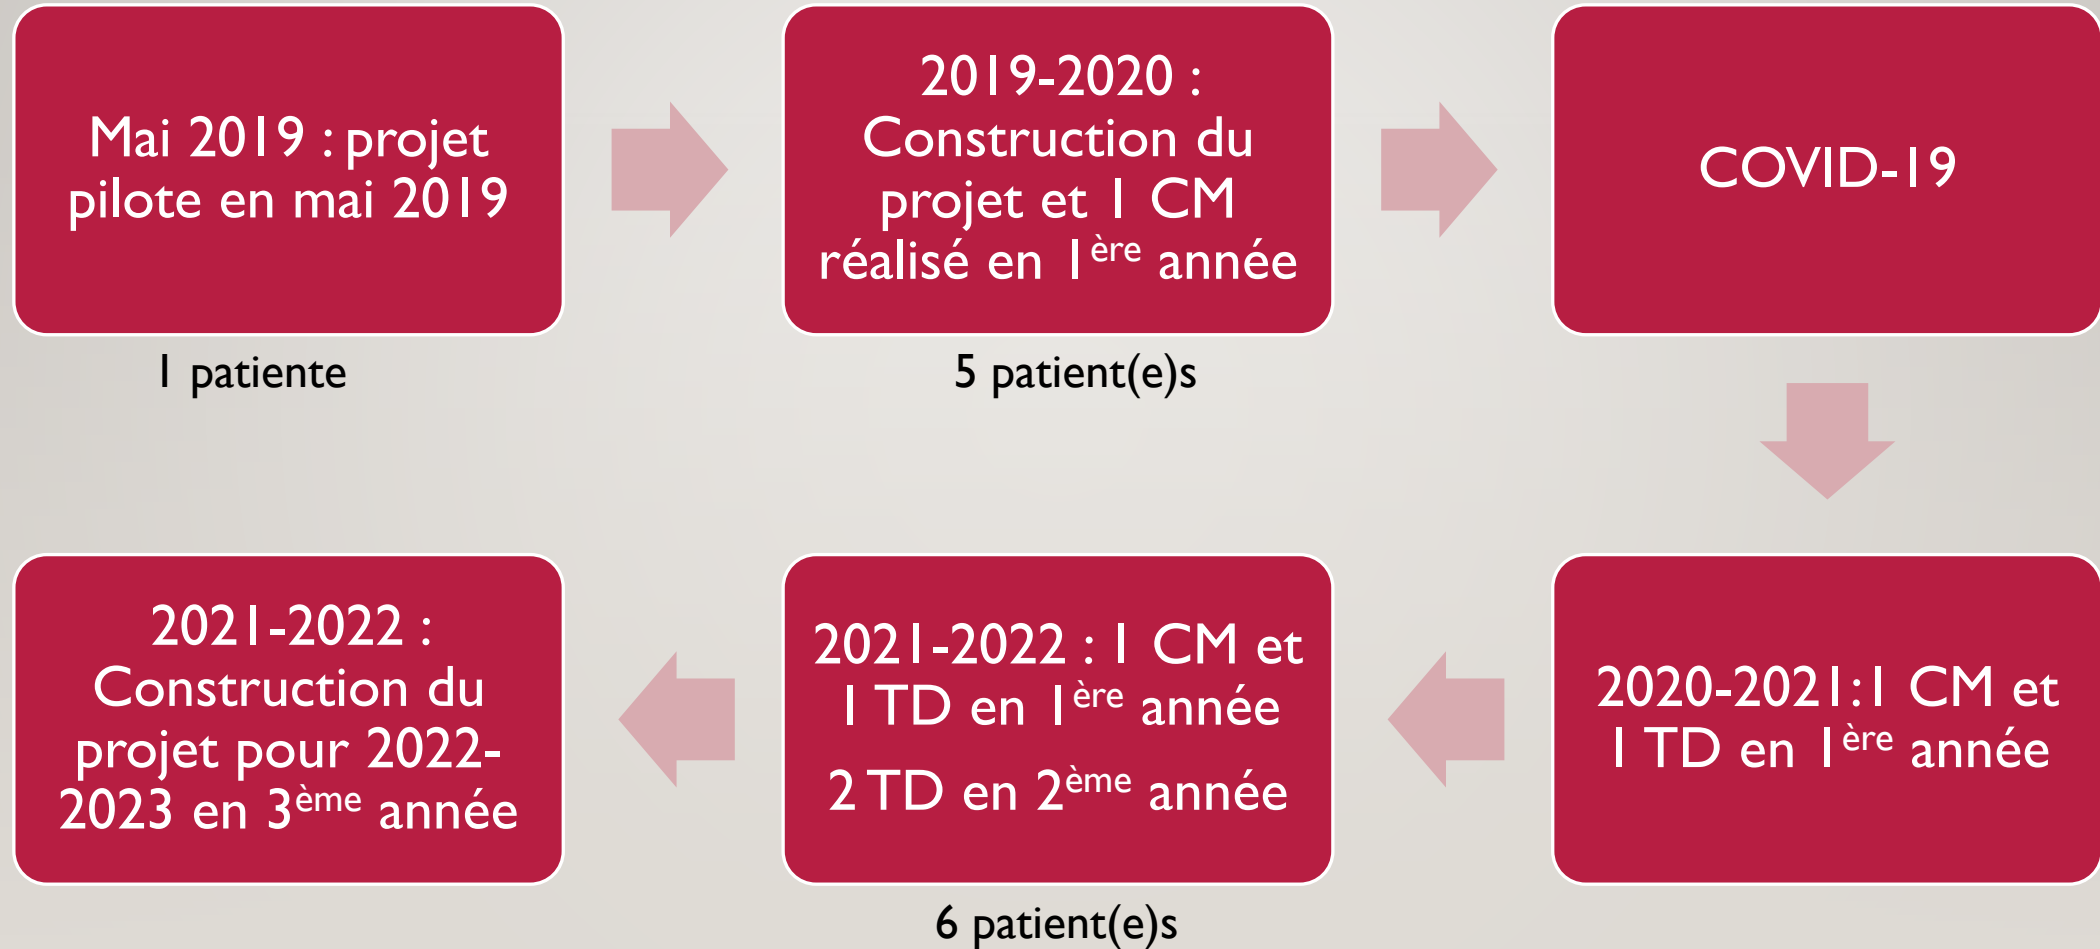 Mai 2019 : projet
pilote en mai 2019
1 patiente
2019-2020 :
Construction du
projet et 1 CM
réalisé en 1ère année
5 patient(e)s
COVID-19
2020-2021:1 CM et
1 TD en 1ère année
2021-2022 : 1 CM et
1 TD en 1ère année
2 TD en 2ème année
6 patient(e)s
2021-2022 :
Construction du
projet pour 2022-
2023 en 3ème année